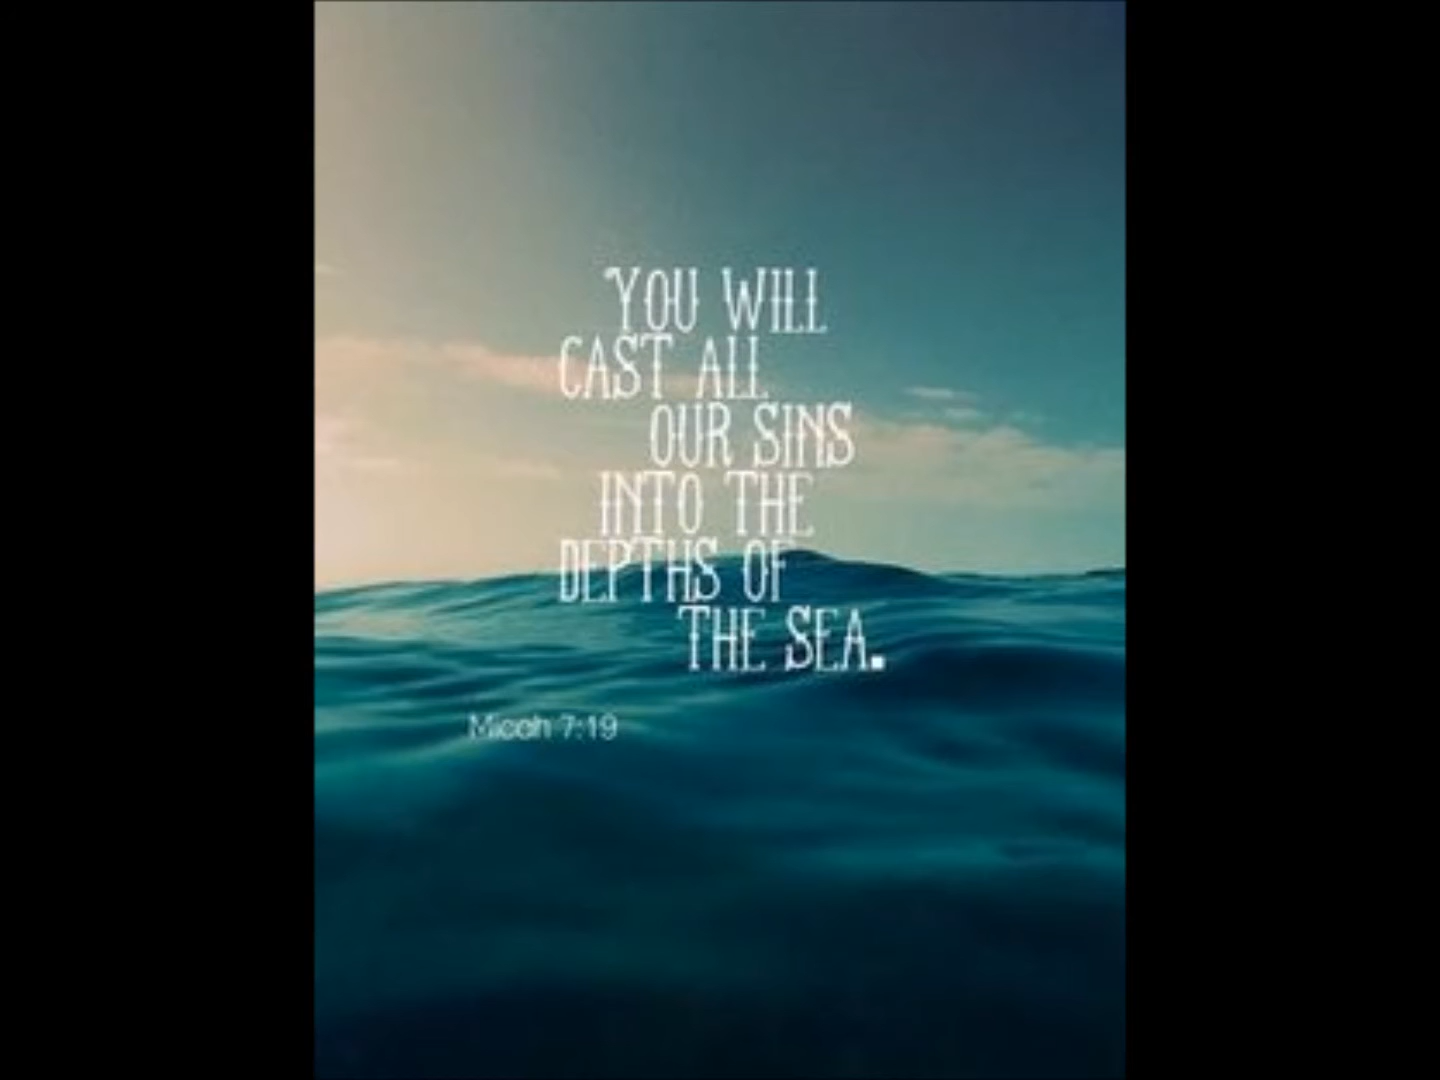 YOU WILL
CAST ALL
OUR SINS
INTO THE
DEPTHS OF
THE SEA.
Micah 7:19